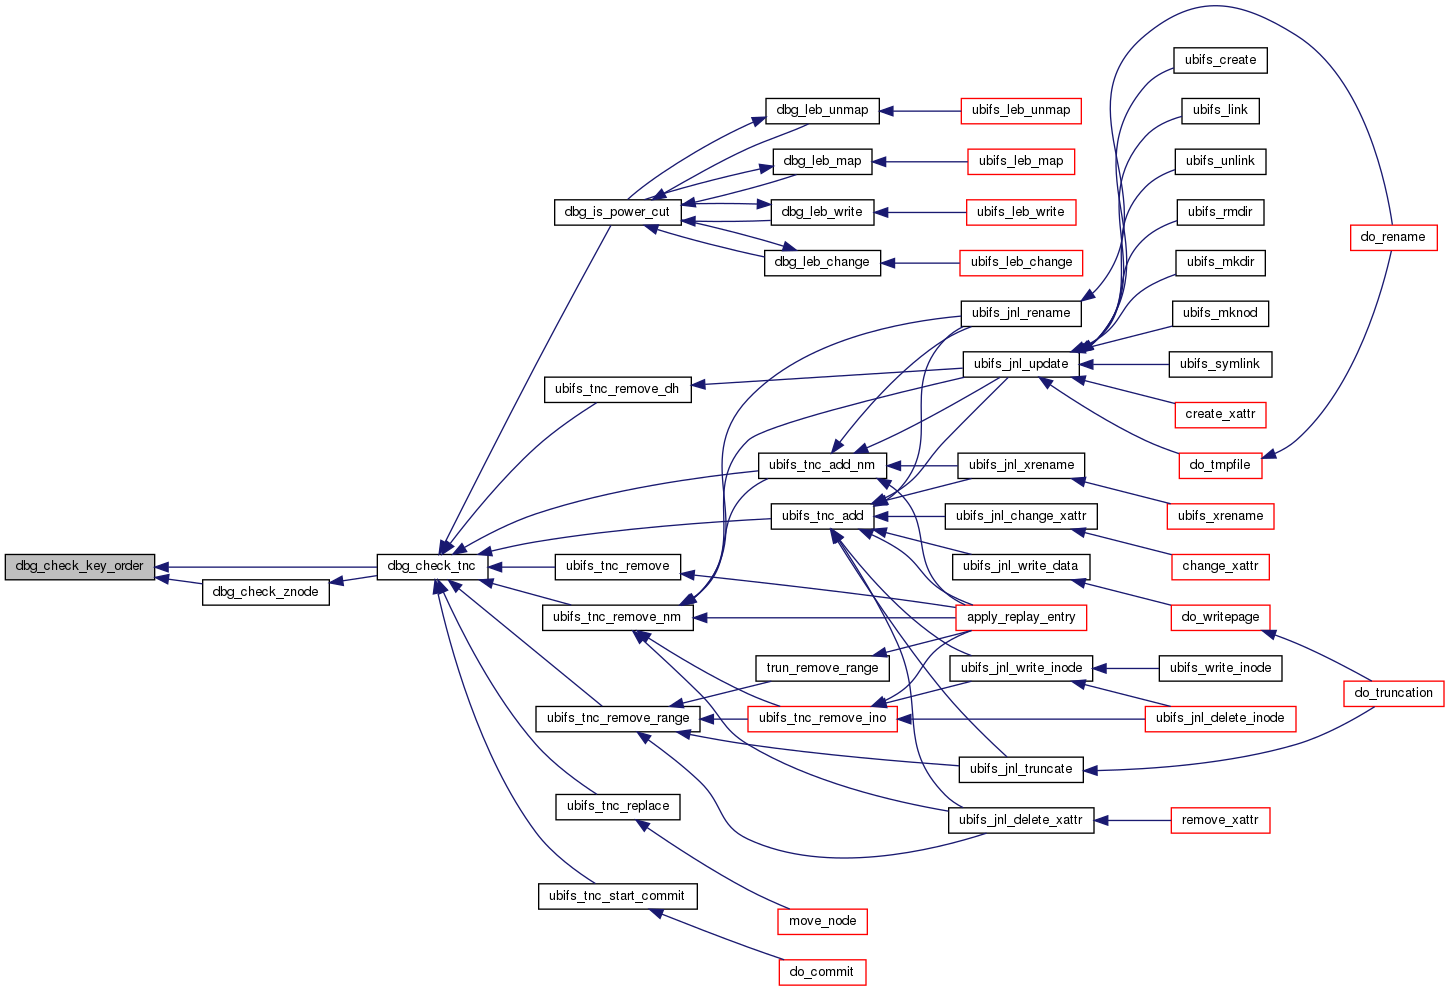 dbg_check_key_order
dbg_check_znode
dbg_check_tnc
dbg_is_power_cut
ubifs_tnc_remove_dh
ubifs_tnc_remove
ubifs_tnc_remove_nm
ubifs_tnc_remove_range
ubifs_tnc_replace
ubifs_tnc_start_commit
dbg_leb_unmap
dbg_leb_map
dbg_leb_write
dbg_leb_change
ubifs_tnc_add_nm
ubifs_tnc_add
trun_remove_range
ubifs_tnc_remove_ino
move_node
do_commit
ubifs_leb_unmap
ubifs_leb_map
ubifs_leb_write
ubifs_leb_change
ubifs_jnl_rename
ubifs_jnl_update
ubifs_jnl_xrename
ubifs_jnl_change_xattr
ubifs_jnl_write_data
apply_replay_entry
ubifs_jnl_write_inode
ubifs_jnl_truncate
ubifs_jnl_delete_xattr
ubifs_create
ubifs_link
ubifs_unlink
ubifs_rmdir
ubifs_mkdir
ubifs_mknod
ubifs_symlink
create_xattr
do_tmpfile
ubifs_xrename
change_xattr
do_writepage
ubifs_write_inode
ubifs_jnl_delete_inode
remove_xattr
do_rename
do_truncation